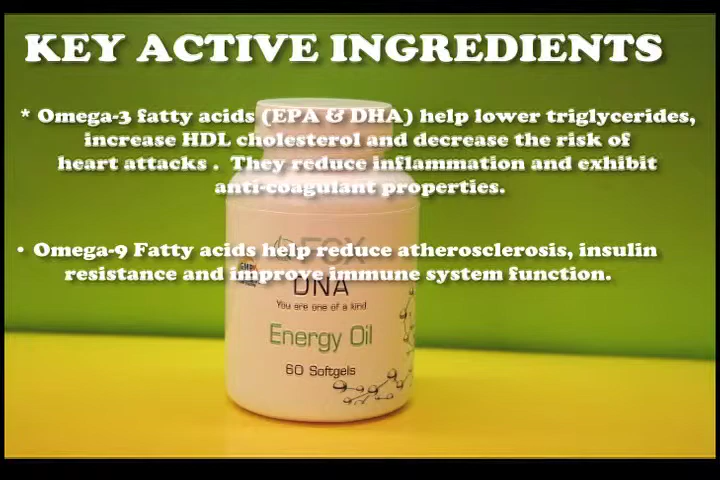 KEY ACTIVE INGREDIENTS
* Omega-3 fatty acids (EPA & DHA) help lower triglycerides,
increase HDL cholesterol and decrease the risk of
heart attacks . They reduce inflammation and exhibit
anti-coagulant properties.
• Omega-9 Fatty acids help reduce atherosclerosis, insulin
resistance and improve immune system function.
FOX
DNA
You are one of a kind
Energy Oil
60 Softgels